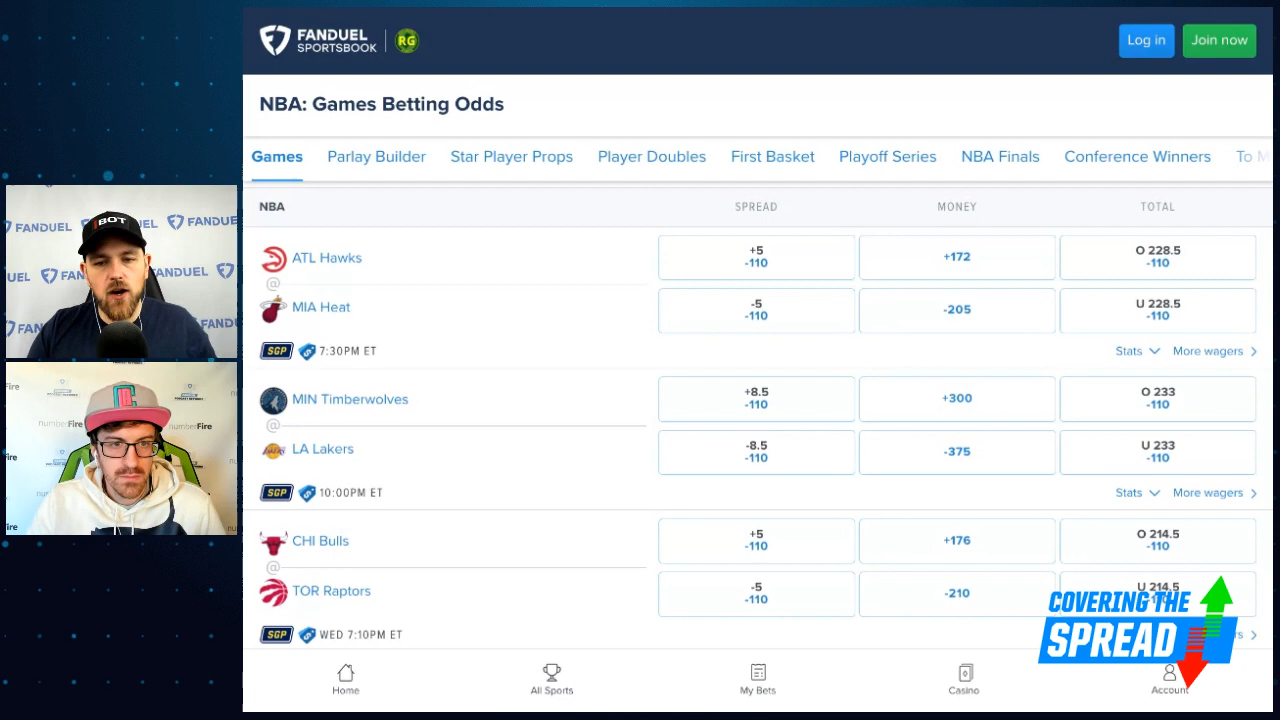 FANDUEL
SPORTSBOOK
RG
Log in
Join now
NBA: Games Betting Odds
Games
Parlay Builder
Star Player Props
Player Doubles
First Basket
Playoff Series
NBA Finals
Conference Winners
To M
NBA
SPREAD
MONEY
TOTAL
ATL Hawks
+5
-110
+172
O 228.5
-110
@
MIA Heat
-5
-110
-205
U 228.5
-110
SGP
7:30PM ET
Stats
More wagers
MIN Timberwolves
+8.5
-110
+300
O 233
-110
@
LA Lakers
-8.5
-110
-375
U 233
-110
SGP
10:00PM ET
Stats
More wagers
CHI Bulls
+5
-110
+176
O 214.5
-110
@
TOR Raptors
-5
-110
-210
U 214.5
SGP
WED 7:10PM ET
Home
All Sports
My Bets
Casino
Account
COVERING THE
SPREAD
BOT
FANDUEL
FANDUEL
numberFire
numberFire